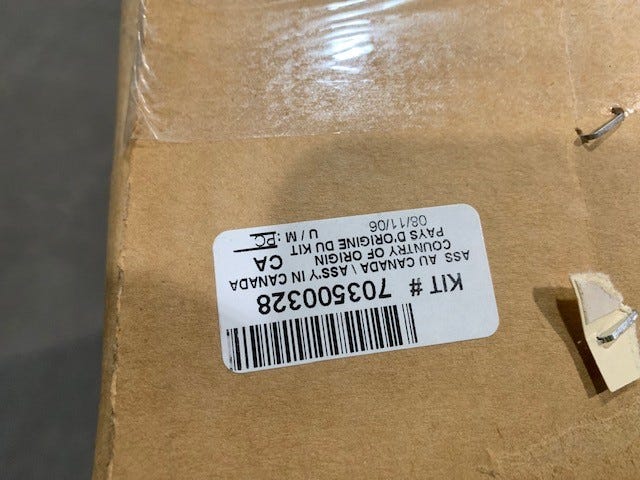 KIT # 703500328
ASS AU CANADA \ ASS'Y IN CANADA
COUNTRY OF ORIGIN CA
PAYS D'ORIGINE DU KIT
08/11/06 U / M : PC